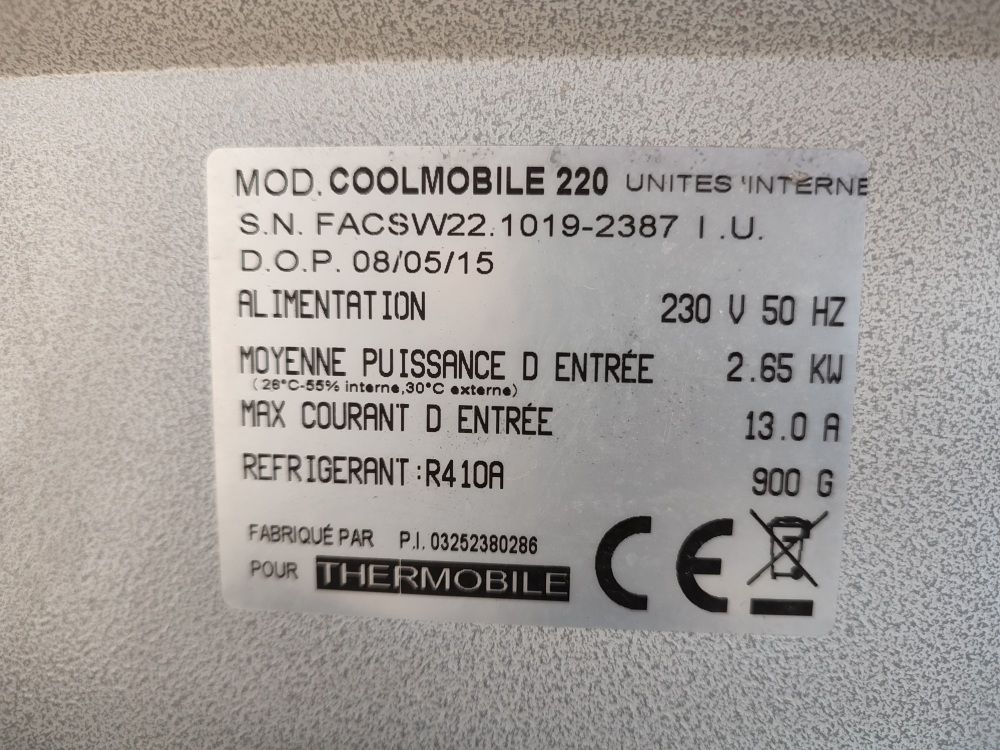 MOD. COOLMOBILE 220 UNITES 'INTERNE
S.N. FACSW22.1019-2387 I.U.
D.O.P. 08/05/15
ALIMENTATION 230 V 50 HZ
MOYENNE PUISSANCE D ENTRÉE 2.65 KW
(26°C-55% interne,30°C externe)
MAX COURANT D ENTRÉE 13.0 A
REFRIGERANT:R410A 900 G
FABRIQUÉ PAR P.I. 03252380286
POUR THERMOBILE
CE